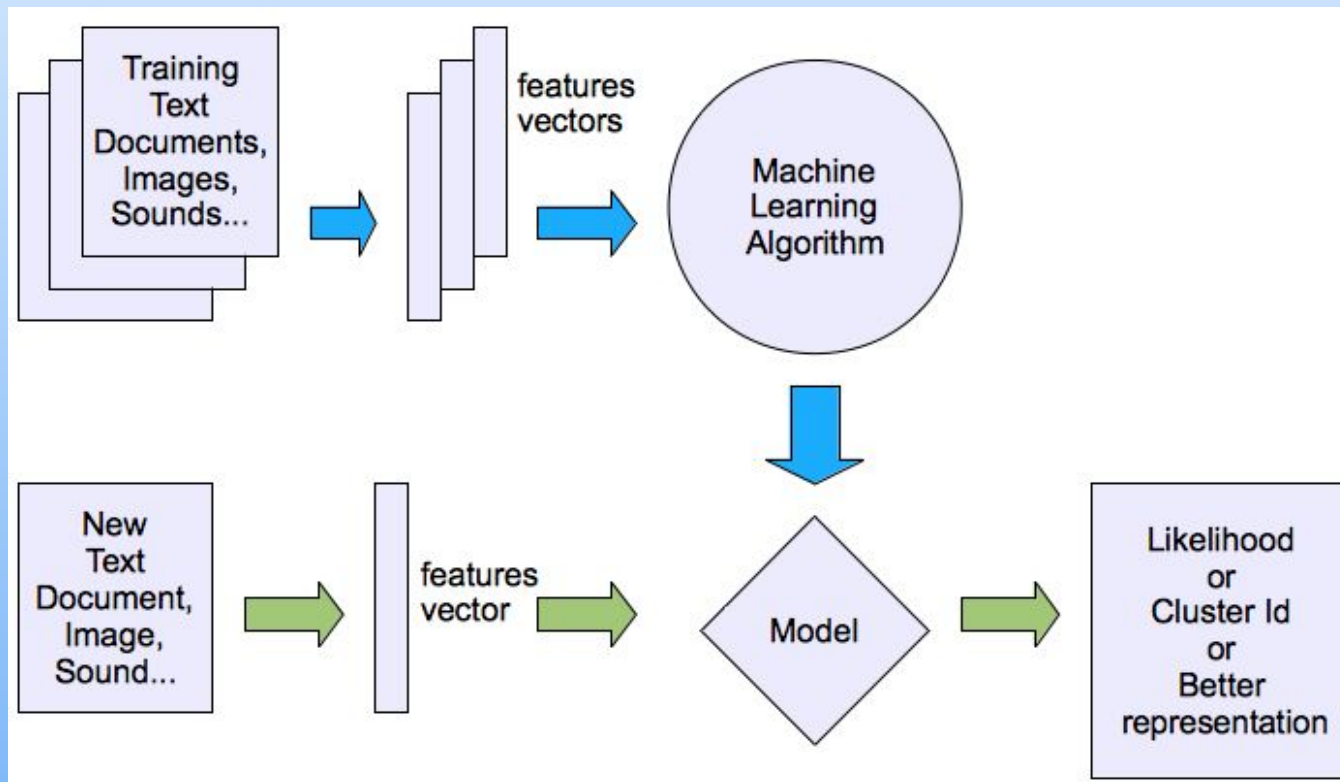 Training
Text
Documents,
Images,
Sounds...
features
vectors
Machine
Learning
Algorithm
New
Text
Document,
Image,
Sound...
features
vector
Model
Likelihood
or
Cluster Id
or
Better
representation